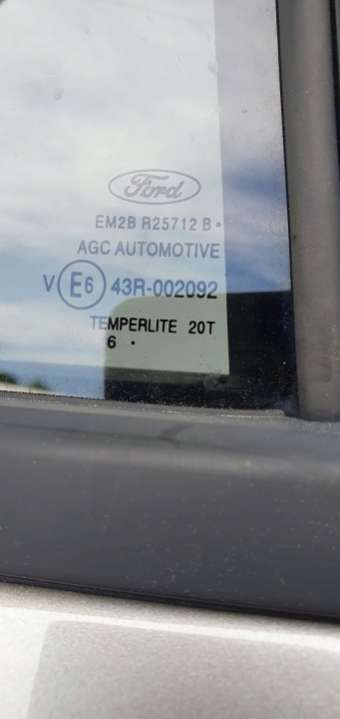 Ford
EM2B R25712 B •
AGC AUTOMOTIVE
V E6 43R-002092
TEMPERLITE 20T
6 •